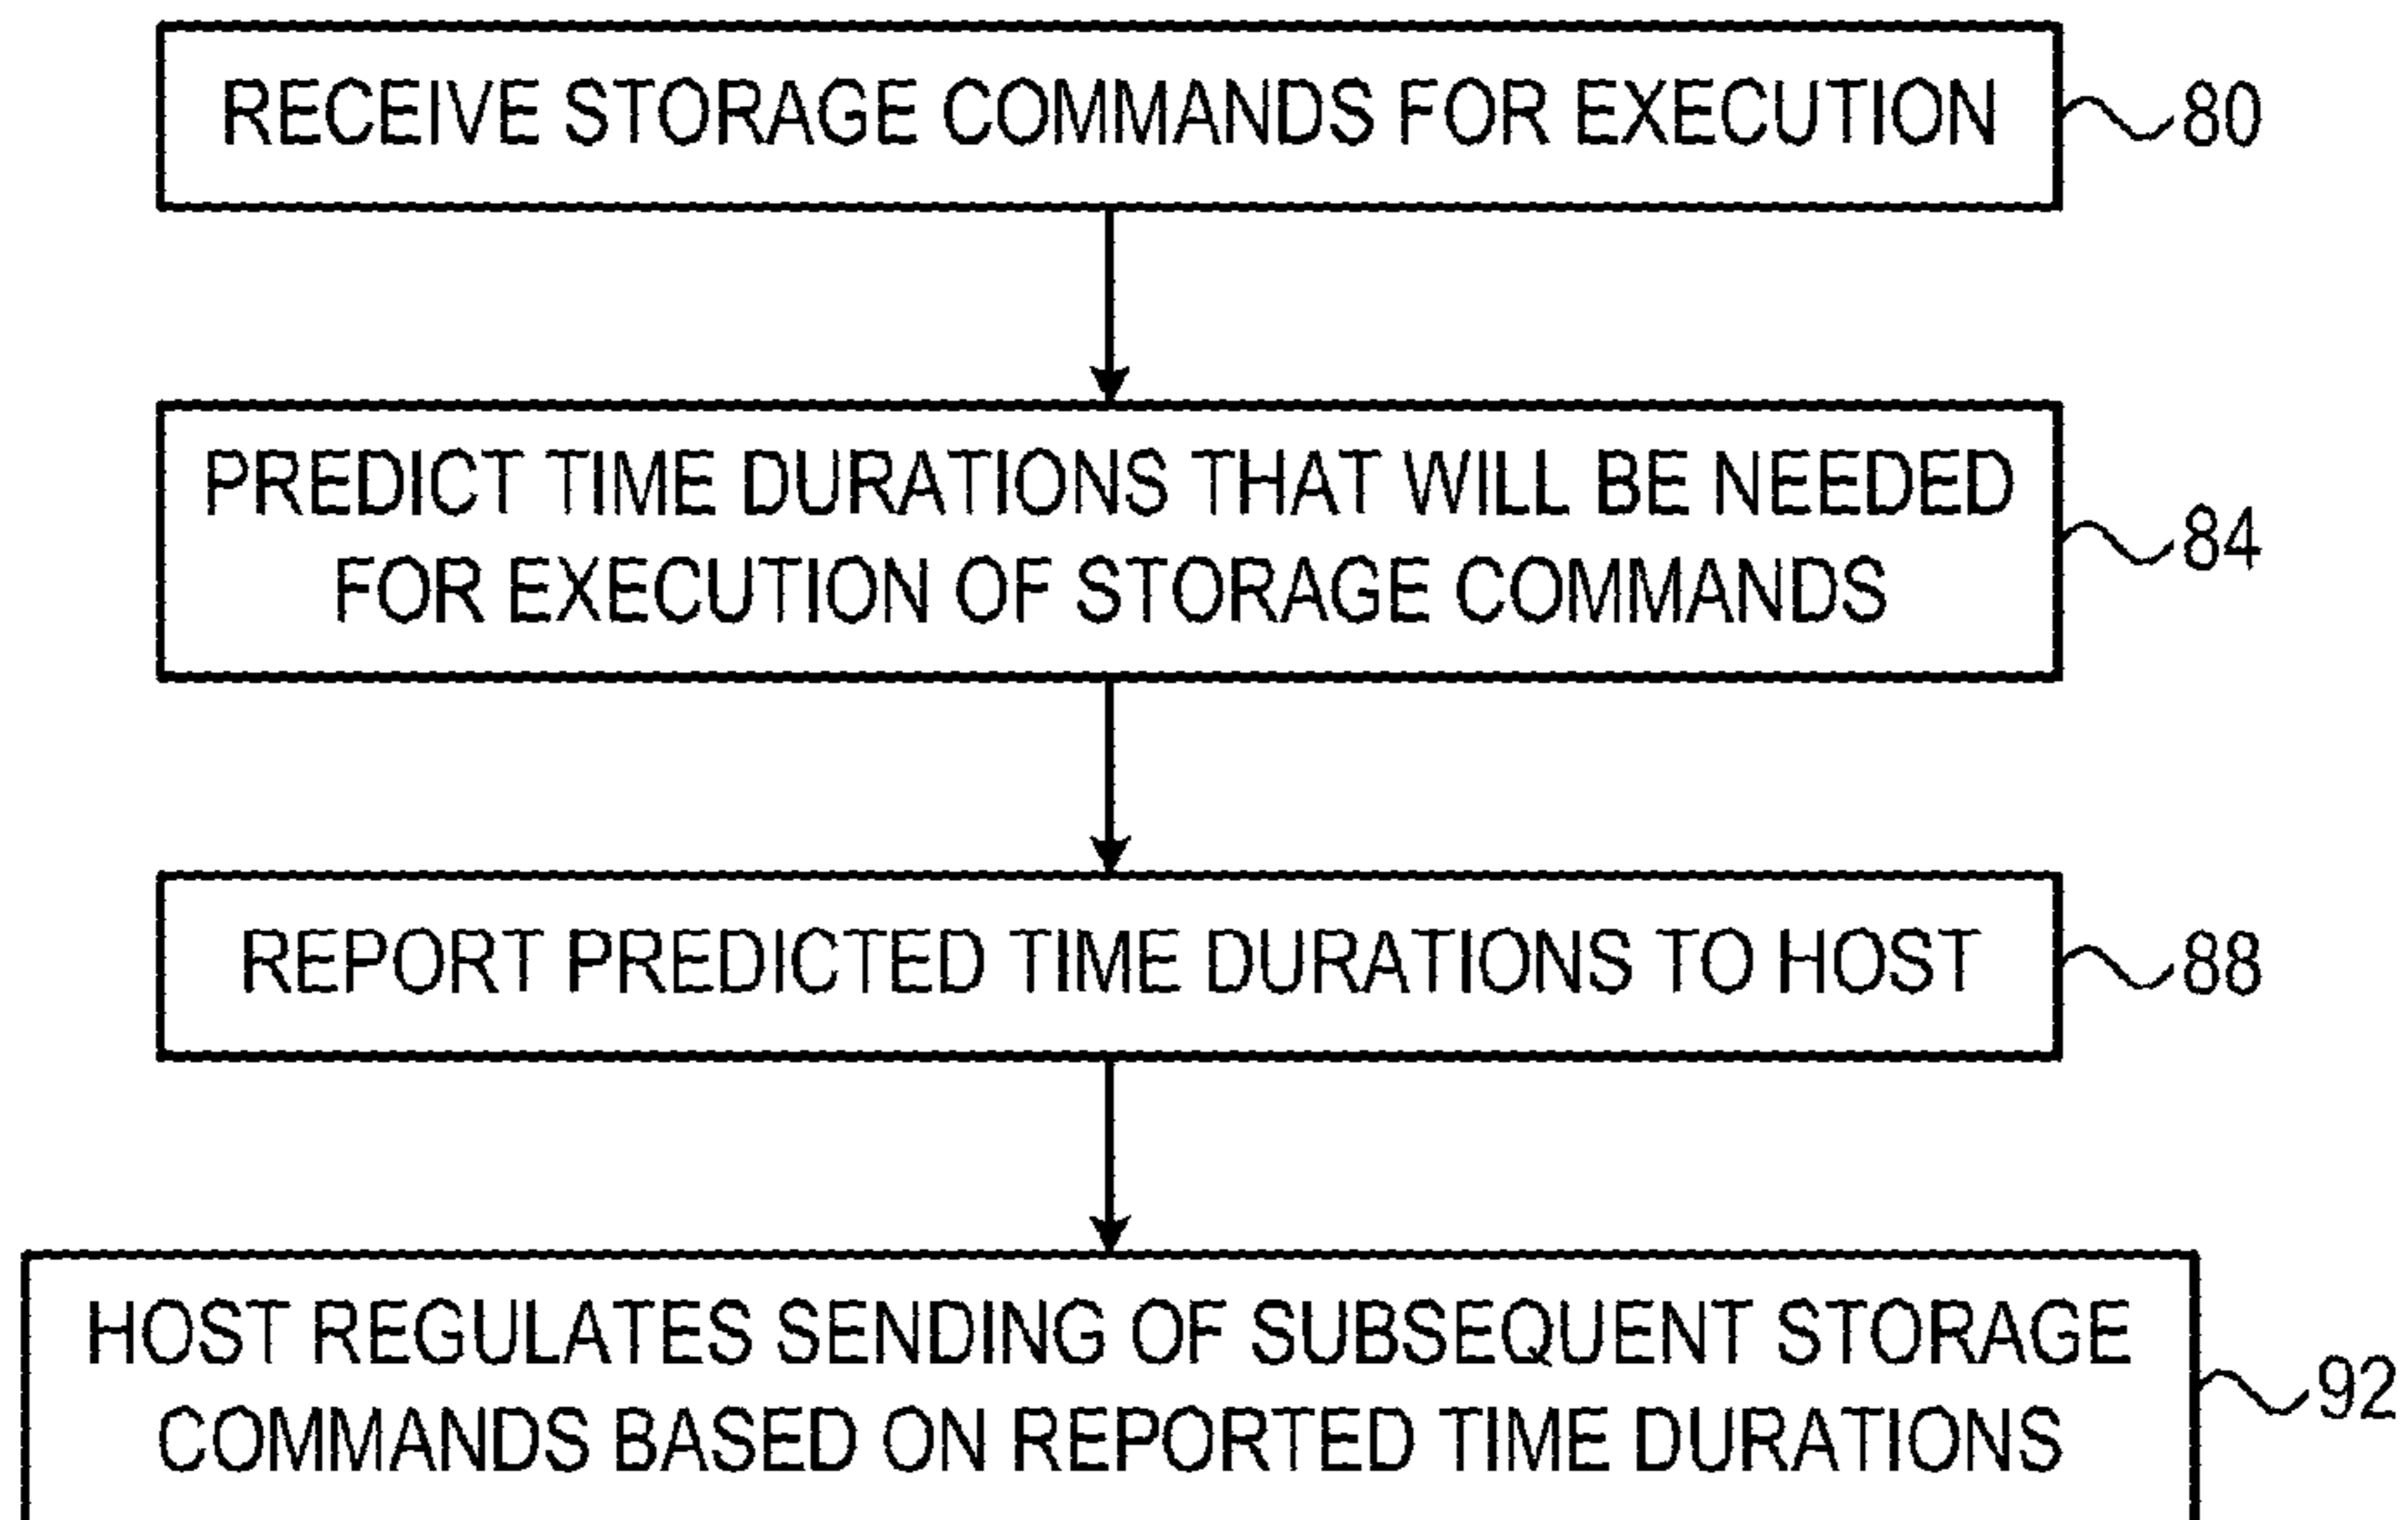 RECEIVE STORAGE COMMANDS FOR EXECUTION
80
PREDICT TIME DURATIONS THAT WILL BE NEEDED
FOR EXECUTION OF STORAGE COMMANDS
84
REPORT PREDICTED TIME DURATIONS TO HOST
88
HOST REGULATES SENDING OF SUBSEQUENT STORAGE
COMMANDS BASED ON REPORTED TIME DURATIONS
92